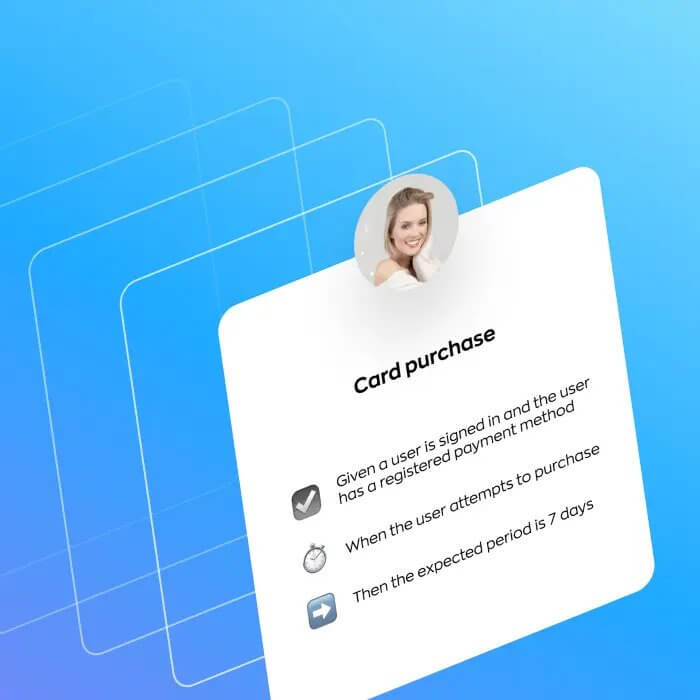 Card purchase
Given a user is signed in and the user
has a registered payment method
When the user attempts to purchase
Then the expected period is 7 days